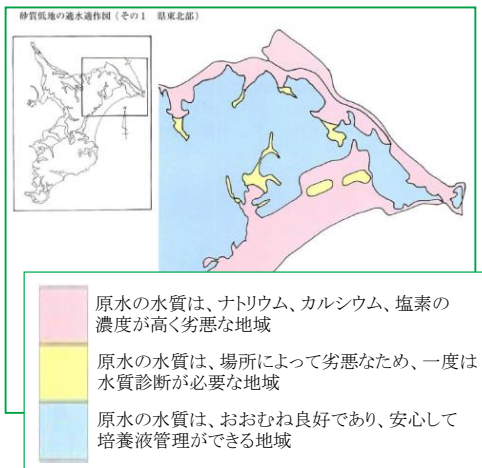 砂質低地の適水適作図(その1 県東北部)
原水の水質は、ナトリウム、カルシウム、塩素の
濃度が高く劣悪な地域
原水の水質は、場所によって劣悪なため、一度は
水質診断が必要な地域
原水の水質は、おおむね良好であり、安心して
培養液管理ができる地域